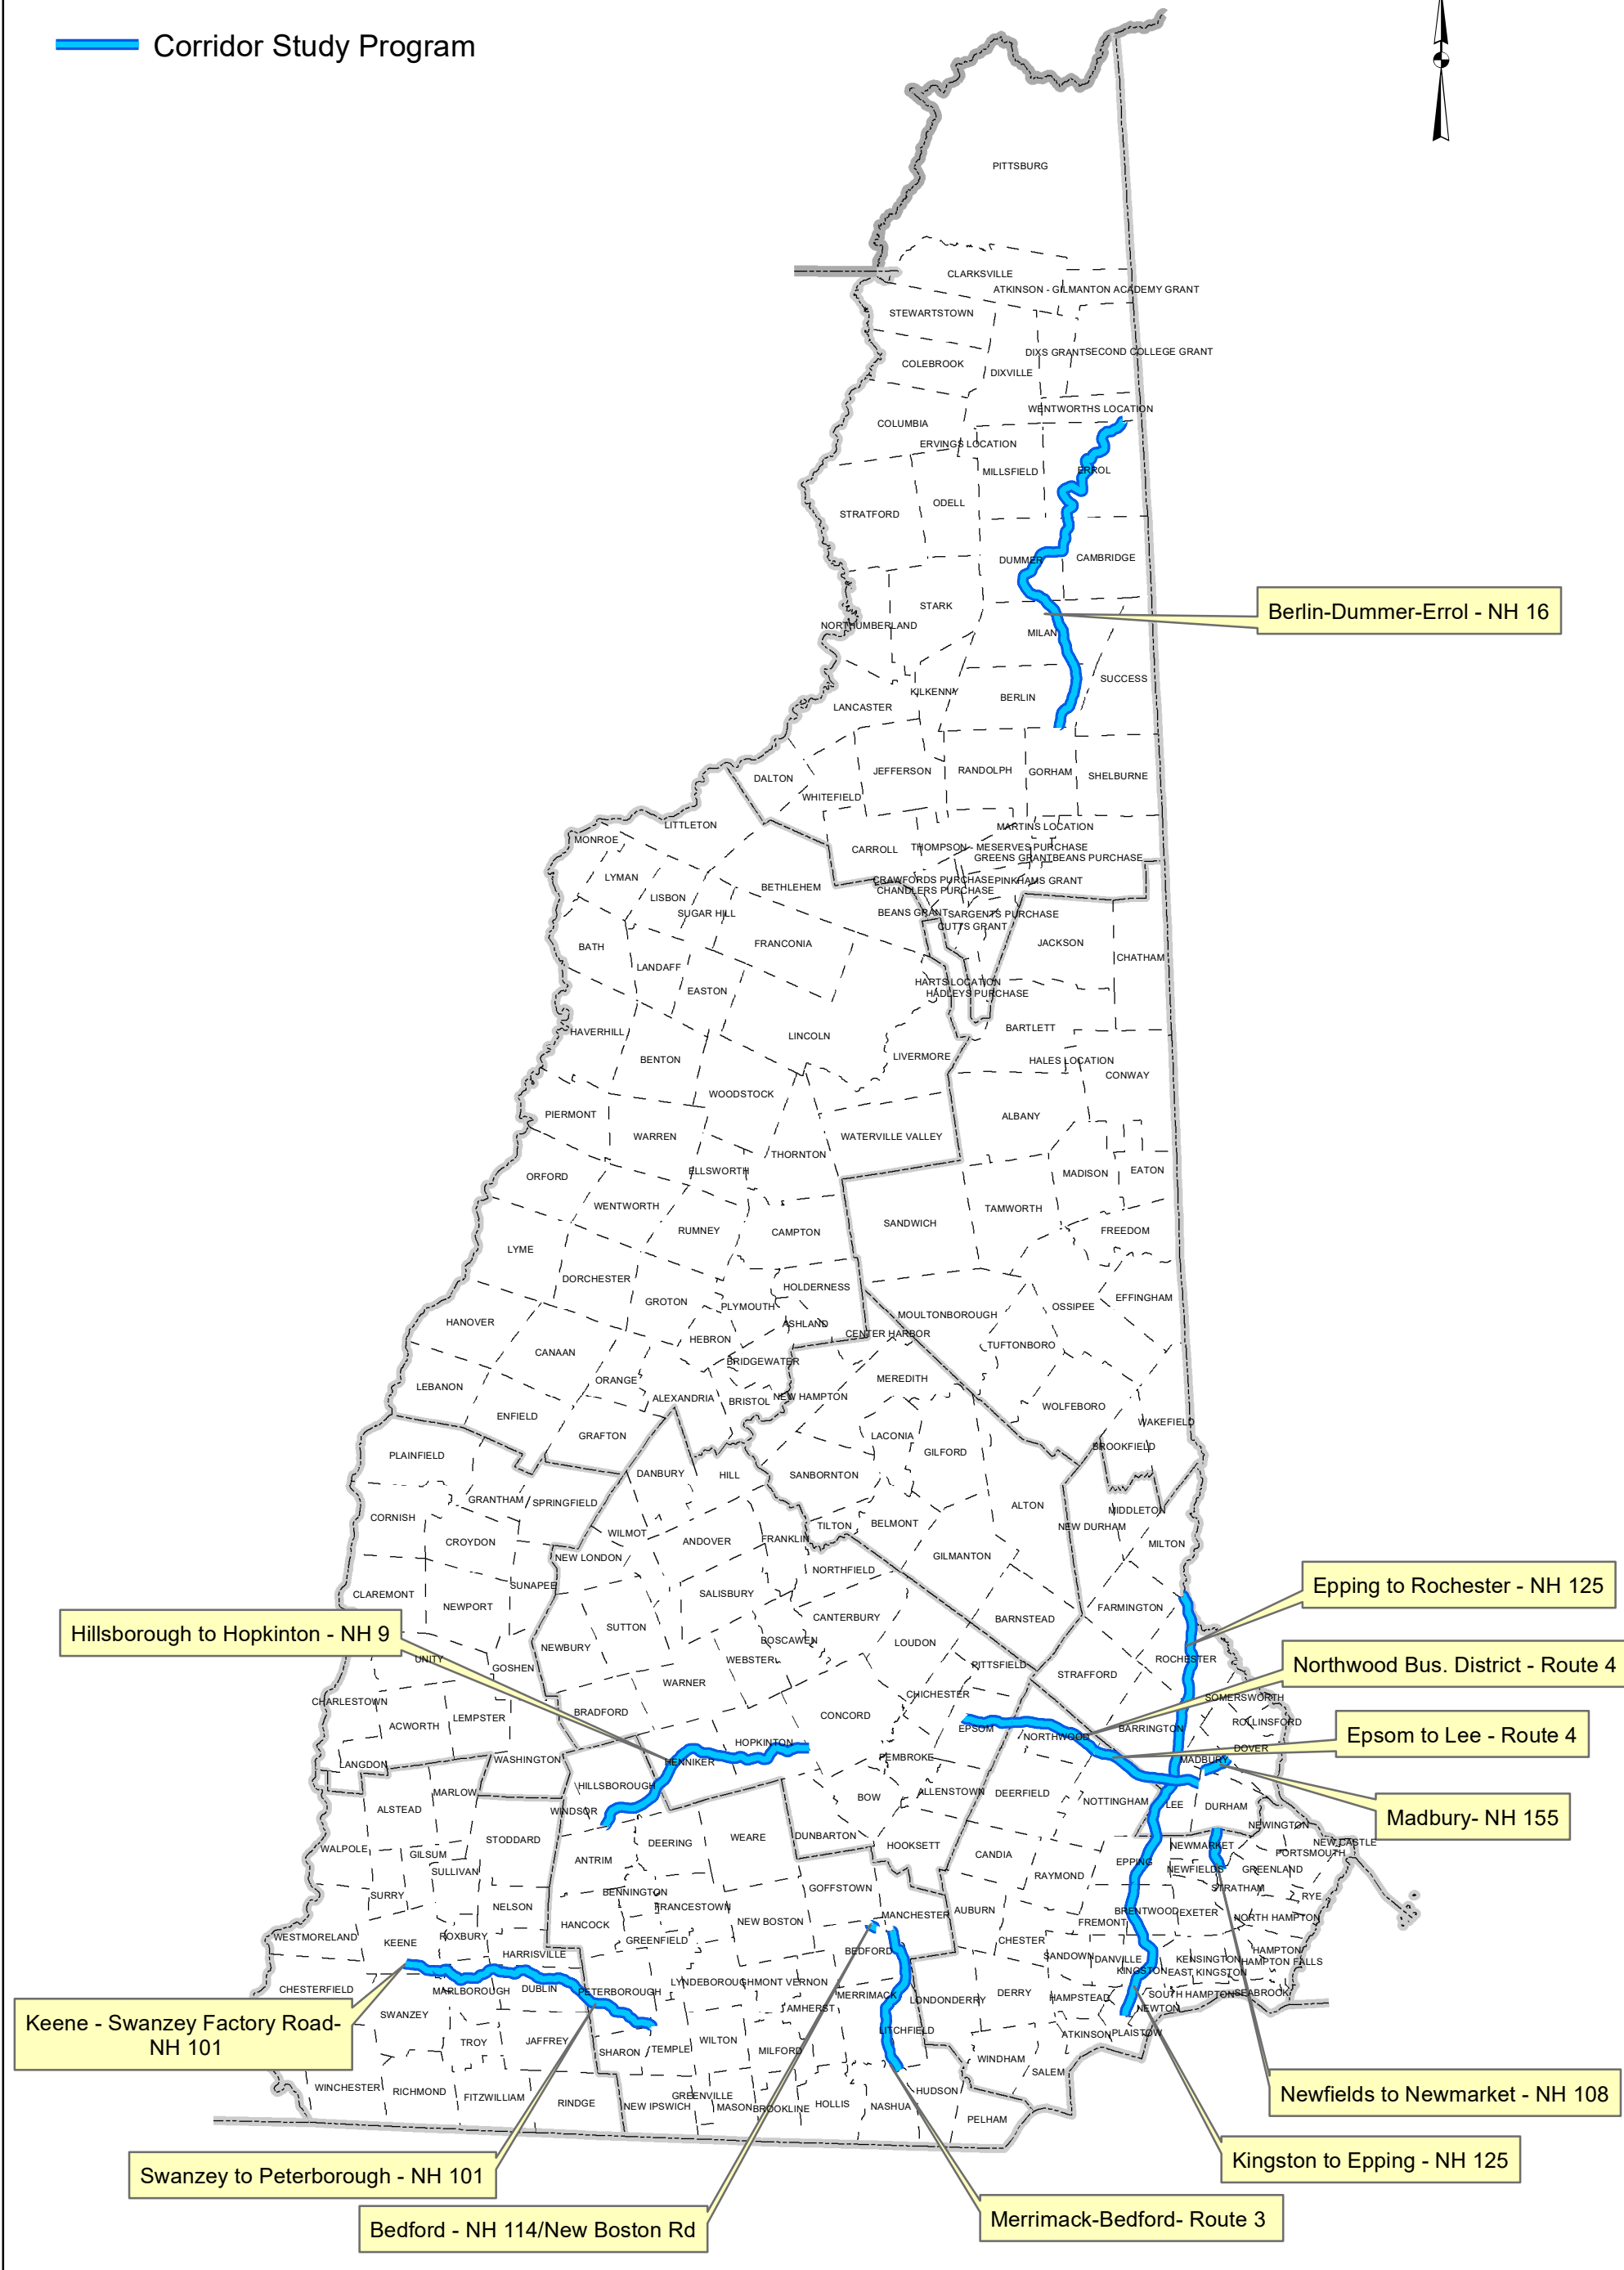 Corridor Study Program
PITTSBURG
CLARKSVILLE
ATKINSON - GILMANTON ACADEMY GRANT
STEWARTSTOWN
DIXS GRANT
SECOND COLLEGE GRANT
COLEBROOK
DIXVILLE
WENTWORTHS LOCATION
COLUMBIA
ERVINGS LOCATION
MILLSFIELD
ERROL
ODELL
STRATFORD
DUMMER
CAMBRIDGE
STARK
Berlin-Dummer-Errol - NH 16
NORTHUMBERLAND
MILAN
SUCCESS
KILKENNY
BERLIN
LANCASTER
JEFFERSON
RANDOLPH
GORHAM
SHELBURNE
DALTON
WHITEFIELD
LITTLETON
MARTINS LOCATION
MONROE
CARROLL
THOMPSON - MESERVES PURCHASE
GREENS GRANT
BEANS PURCHASE
LYMAN
CRAWFORDS PURCHASE
PINKHAMS GRANT
BETHLEHEM
CHANDLERS PURCHASE
LISBON
SUGAR HILL
BEANS GRANT
SARGENTS PURCHASE
CUTTS GRANT
BATH
FRANCONIA
JACKSON
CHATHAM
LANDAFF
EASTON
HARTS LOCATION
HADLEYS PURCHASE
HAVERHILL
LINCOLN
BARTLETT
BENTON
LIVERMORE
HALES LOCATION
CONWAY
WOODSTOCK
PIERMONT
ALBANY
WARREN
WATERVILLE VALLEY
THORNTON
ORFORD
ELLSWORTH
MADISON
EATON
WENTWORTH
TAMWORTH
RUMNEY
CAMPTON
SANDWICH
FREEDOM
LYME
DORCHESTER
HOLDERNESS
GROTON
PLYMOUTH
EFFINGHAM
OSSIPEE
HANOVER
ASHLAND
MOULTONBOROUGH
HEBRON
CENTER HARBOR
TUFTONBORO
CANAAN
BRIDGEWATER
LEBANON
ORANGE
MEREDITH
ALEXANDRIA
BRISTOL
NEW HAMPTON
WOLFEBORO
ENFIELD
WAKEFIELD
GRAFTON
LACONIA
BROOKFIELD
PLAINFIELD
GILFORD
DANBURY
HILL
SANBORNTON
GRANTHAM
SPRINGFIELD
ALTON
MIDDLETON
CORNISH
TILTON
BELMONT
NEW DURHAM
WILMOT
CROYDON
ANDOVER
FRANKLIN
MILTON
NEW LONDON
GILMANTON
NORTHFIELD
SUNAPEE
CLAREMONT
SALISBURY
Epping to Rochester - NH 125
NEWPORT
CANTERBURY
BARNSTEAD
FARMINGTON
SUTTON
Hillsborough to Hopkinton - NH 9
NEWBURY
BOSCAWEN
LOUDON
UNITY
WEBSTER
ROCHESTER
GOSHEN
PITTSFIELD
STRAFFORD
Northwood Bus. District - Route 4
WARNER
CHICHESTER
CHARLESTOWN
SOMERSWORTH
BRADFORD
CONCORD
ACWORTH
LEMPSTER
ROLLINSFORD
EPSOM
BARRINGTON
Epsom to Lee - Route 4
NORTHWOOD
HOPKINTON
WASHINGTON
HENNIKER
PEMBROKE
DOVER
MADBURY
LANGDON
HILLSBOROUGH
MARLOW
ALLENSTOWN
DEERFIELD
BOW
NOTTINGHAM
LEE
DURHAM
ALSTEAD
WINDSOR
Madbury- NH 155
NEWINGTON
STODDARD
WEARE
DUNBARTON
DEERING
NEW CASTLE
HOOKSETT
NEWMARKET
WALPOLE
PORTSMOUTH
GILSUM
CANDIA
ANTRIM
EPPING
NEWFIELDS
GREENLAND
SULLIVAN
RAYMOND
GOFFSTOWN
STRATHAM
SURRY
BENNINGTON
RYE
NELSON
FRANCESTOWN
AUBURN
BRENTWOOD
EXETER
MANCHESTER
NORTH HAMPTON
NEW BOSTON
FREMONT
HANCOCK
WESTMORELAND
ROXBURY
GREENFIELD
CHESTER
KEENE
BEDFORD
HAMPTON
HARRISVILLE
SANDOWN
DANVILLE
KENSINGTON
HAMPTON FALLS
KINGSTON
EAST KINGSTON
LYNDEBOROUGH
MONT VERNON
CHESTERFIELD
MARLBOROUGH
DUBLIN
PETERBOROUGH
DERRY
SEABROOK
SOUTH HAMPTON
MERRIMACK
HAMPSTEAD
LONDONDERRY
AMHERST
NEWTON
SWANZEY
Keene - Swanzey Factory Road-
NH 101
LITCHFIELD
ATKINSON
PLAISTOW
WILTON
TROY
JAFFREY
TEMPLE
MILFORD
SHARON
WINDHAM
SALEM
WINCHESTER
RICHMOND
HUDSON
Newfields to Newmarket - NH 108
FITZWILLIAM
GREENVILLE
RINDGE
HOLLIS
NEW IPSWICH
MASON
BROOKLINE
NASHUA
PELHAM
Kingston to Epping - NH 125
Swanzey to Peterborough - NH 101
Merrimack-Bedford- Route 3
Bedford - NH 114/New Boston Rd